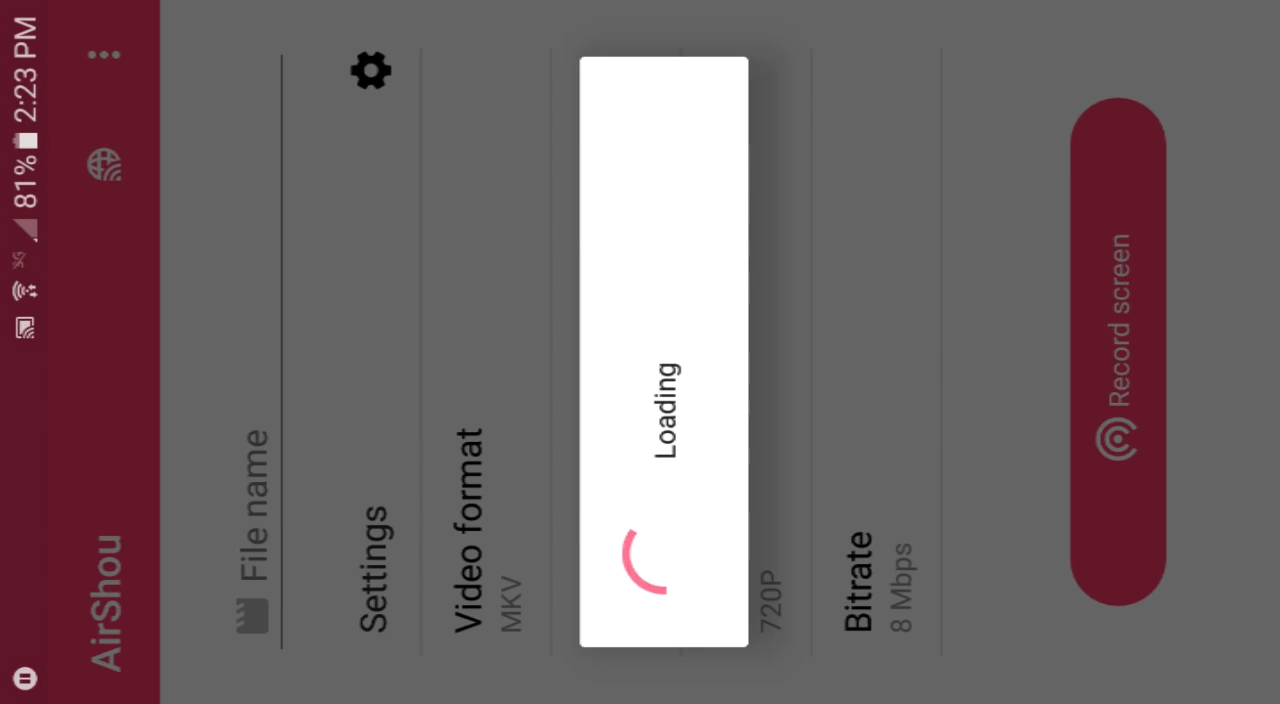 81% 2:23 PM
AirShou
File name
Settings
Video format
MKV
Loading
720P
Bitrate
8 Mbps
Record screen